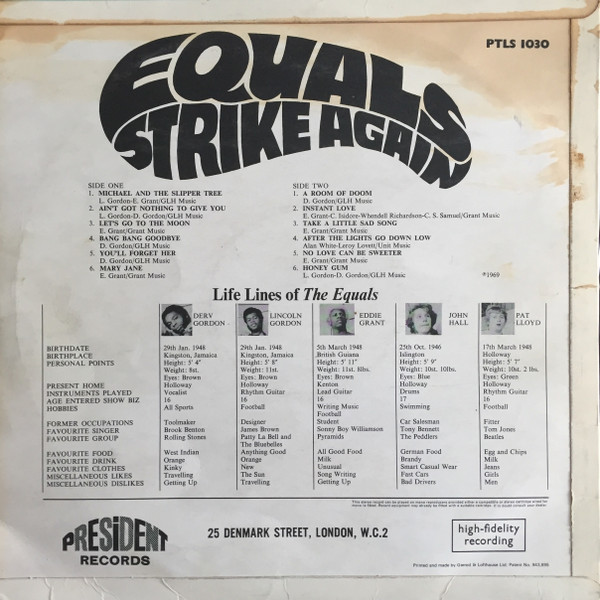 PTLS 1030
EQUALS
STRIKE AGAIN
SIDE ONE
1. MICHAEL AND THE SLIPPER TREE
L. Gordon-E. Grant/GLH Music
2. AIN'T GOT NOTHING TO GIVE YOU
L. Gordon-D. Gordon/GLH Music
3. LET'S GO TO THE MOON
E. Grant/Grant Music
4. BANG BANG GOODBYE
D. Gordon/GLH Music
5. YOU'LL FORGET HER
D. Gordon/GLH Music
6. MARY JANE
E. Grant/Grant Music
SIDE TWO
1. A ROOM OF DOOM
D. Gordon/GLH Music
2. INSTANT LOVE
E. Grant-C. Isidore-Whendell Richardson-C. S. Samuel/Grant Music
3. TAKE A LITTLE SAD SONG
E. Grant/Grant Music
4. AFTER THE LIGHTS GO DOWN LOW
Alan White-Leroy Lovett/Unit Music
5. NO LOVE CAN BE SWEETER
E. Grant/Grant Music
6. HONEY GUM
L. Gordon-D. Gordon/GLH Music
℗1969
Life Lines of The Equals
DERV GORDON LINCOLN GORDON EDDIE GRANT JOHN HALL PAT LLOYD
BIRTHDATE 29th Jan. 1948 29th Jan. 1948 5th March 1948 25th Oct. 1946 17th March 1948
BIRTHPLACE Kingston, Jamaica Kingston, Jamaica British Guiana Islington Holloway
PERSONAL POINTS Height: 5' 4" Height: 5' 8" Height: 5' 11" Height: 5' 9" Height: 5' 7"
Weight: 8st. Weight: 11st. Weight: 11st. 8lbs. Weight: 10st. 10lbs. Weight: 10st. 2 lbs.
Eyes: Brown Eyes: Brown Eyes: Brown Eyes: Blue Eyes: Green
PRESENT HOME Holloway Holloway Kenton Holloway Holloway
INSTRUMENTS PLAYED Vocalist Rhythm Guitar Lead Guitar Drums Rhythm Guitar
AGE ENTERED SHOW BIZ 16 16 16 17 16
HOBBIES All Sports Football Writing Music Swimming Football
Football
FORMER OCCUPATIONS Toolmaker Designer Student Car Salesman Fitter
FAVOURITE SINGER Brook Benton James Brown Sonny Boy Williamson Tony Bennett Tom Jones
FAVOURITE GROUP Rolling Stones Patty La Bell and Pyramids The Peddlers Beatles
The Bluebelles
FAVOURITE FOOD West Indian Anything Good All Good Food German Food Egg and Chips
FAVOURITE DRINK Orange Orange Milk Brandy Milk
FAVOURITE CLOTHES Kinky New Unusual Smart Casual Wear Jeans
MISCELLANEOUS LIKES Travelling The Sun Song Writing Fast Cars Girls
MISCELLANEOUS DISLIKES Getting Up Travelling Getting Up Bad Drivers Men
PRESIDENT
RECORDS
25 DENMARK STREET, LONDON, W.C.2
high-fidelity
recording
Printed and made by Garrod & Lofthouse Ltd.